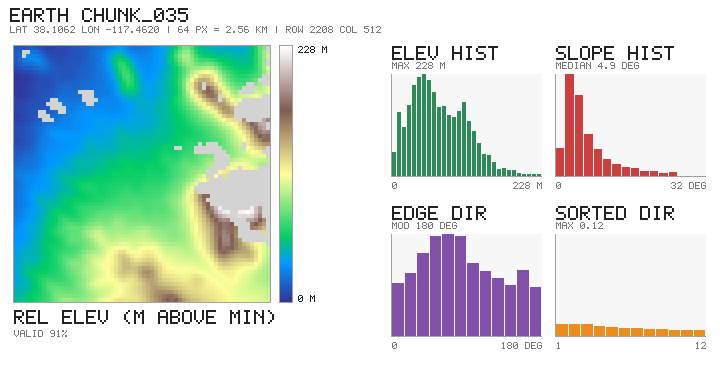 EARTH CHUNK_035
LAT 38.1062 LON -117.4620 | 64 PX = 2.56 KM | ROW 2208 COL 512
228 M
0 M
REL ELEV (M ABOVE MIN)
VALID 91%
ELEV HIST
MAX 228 M
0 228 M
SLOPE HIST
MEDIAN 4.9 DEG
0 32 DEG
EDGE DIR
MOD 180 DEG
0 180 DEG
SORTED DIR
MAX 0.12
1 12